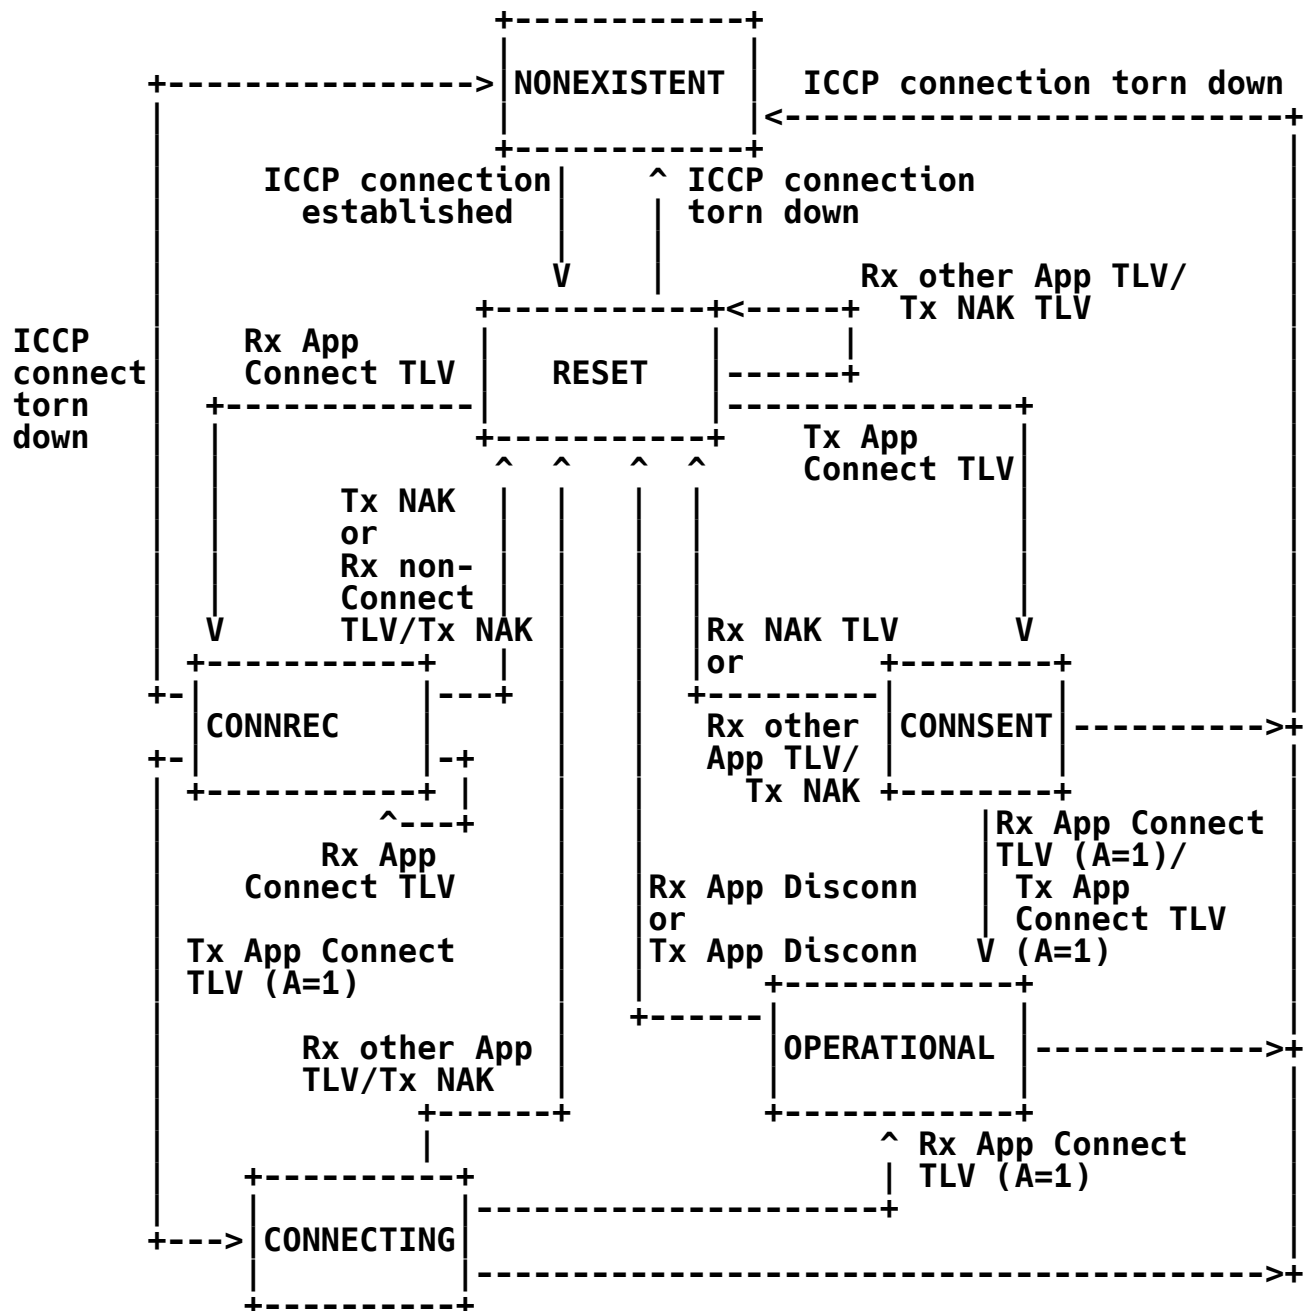 NONEXISTENT
ICCP connection torn down
ICCP connection
established
ICCP connection
torn down
Rx other App TLV/
Tx NAK TLV
ICCP
connect
torn
down
Rx App
Connect TLV
RESET
Tx App
Connect TLV
Tx NAK
or
Rx non-
Connect
TLV/Tx NAK
Rx NAK TLV
or
Rx other
App TLV/
Tx NAK
CONNREC
CONNSENT
Rx App
Connect TLV
Rx App Connect
TLV (A=1)/
Tx App
Connect TLV
(A=1)
Rx App Disconn
or
Tx App Disconn
Tx App Connect
TLV (A=1)
OPERATIONAL
Rx other App
TLV/Tx NAK
Rx App Connect
TLV (A=1)
CONNECTING